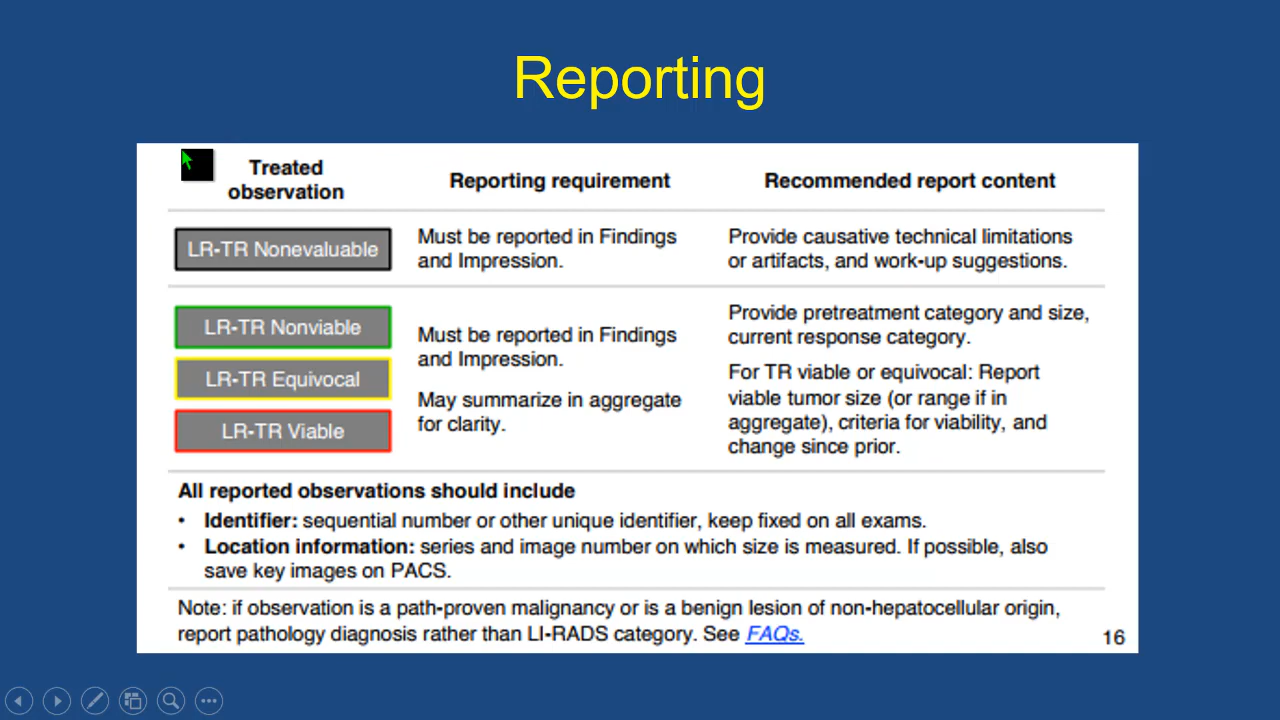 Reporting
Treated
observation
Reporting requirement
Recommended report content
LR-TR Nonevaluable
Must be reported in Findings
and Impression.
Provide causative technical limitations
or artifacts, and work-up suggestions.
LR-TR Nonviable
LR-TR Equivocal
LR-TR Viable
Must be reported in Findings
and Impression.
May summarize in aggregate
for clarity.
Provide pretreatment category and size,
current response category.
For TR viable or equivocal: Report
viable tumor size (or range if in
aggregate), criteria for viability, and
change since prior.
All reported observations should include
• Identifier: sequential number or other unique identifier, keep fixed on all exams.
• Location information: series and image number on which size is measured. If possible, also
save key images on PACS.
Note: if observation is a path-proven malignancy or is a benign lesion of non-hepatocellular origin,
report pathology diagnosis rather than LI-RADS category. See FAQs.
16